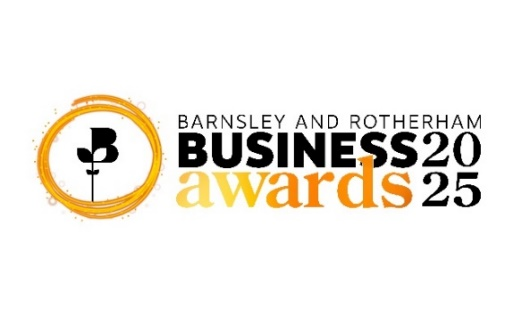 BARNSLEY AND ROTHERHAM
BUSINESS 20
awards 25